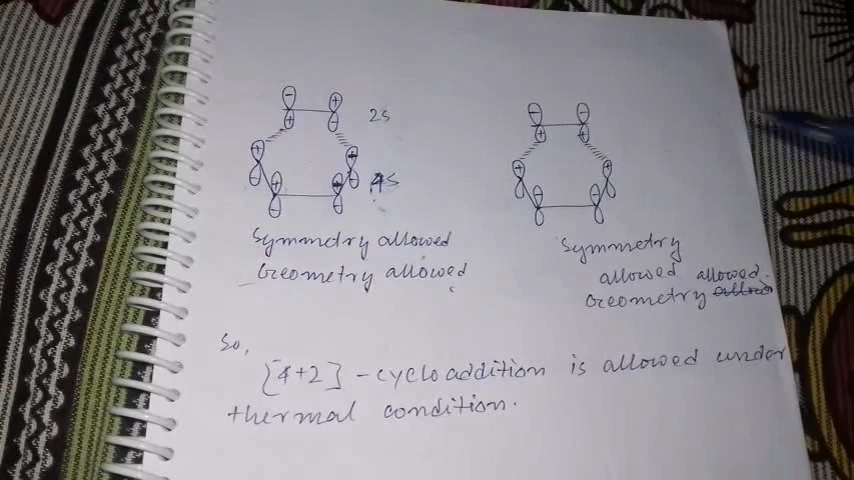 2s
4s
Symmetry allowed
Geometry allowed
Symmetry
allowed allowed.
Geometry
So,
[4+2] - cycloaddition is allowed under
thermal condition.